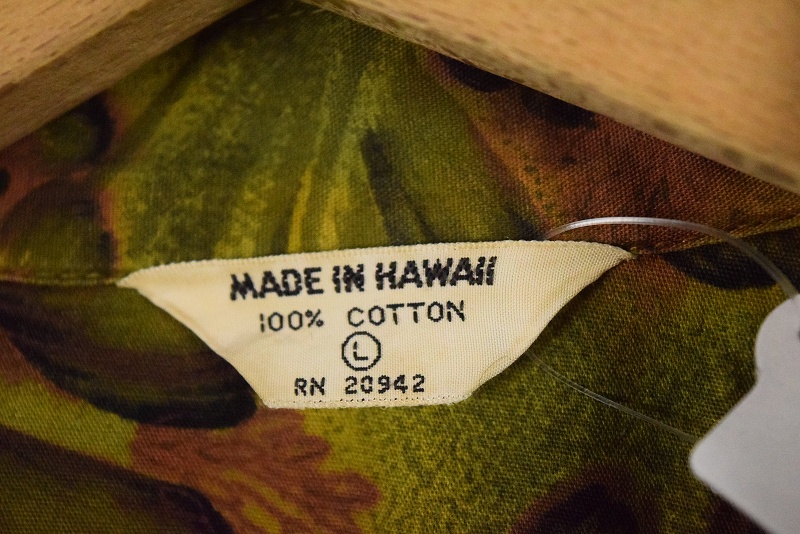 MADE IN HAWAII
100% COTTON
L
RN 20942